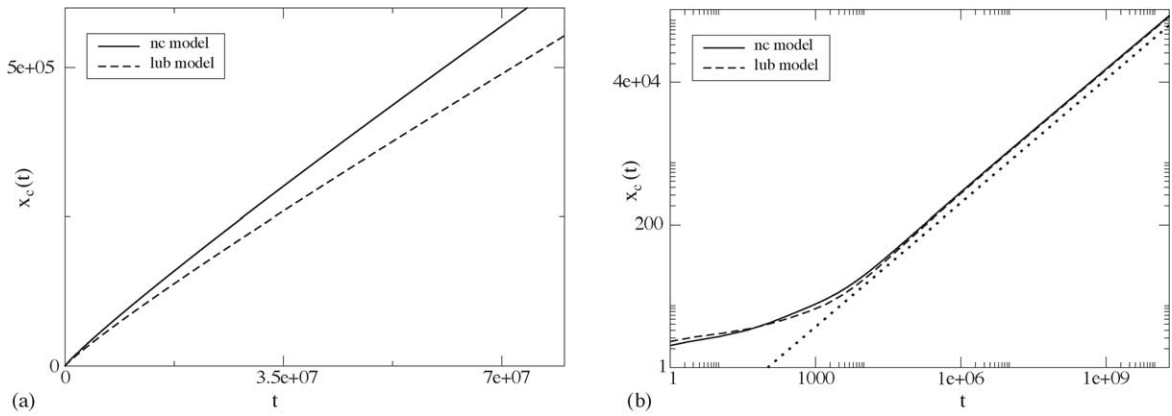 nc model
lub model
5e+05
x_c(t)
0
0
3.5e+07
7e+07
t
(a)
nc model
lub model
4e+04
x_c(t)
200
1
1
1000
1e+06
1e+09
t
(b)